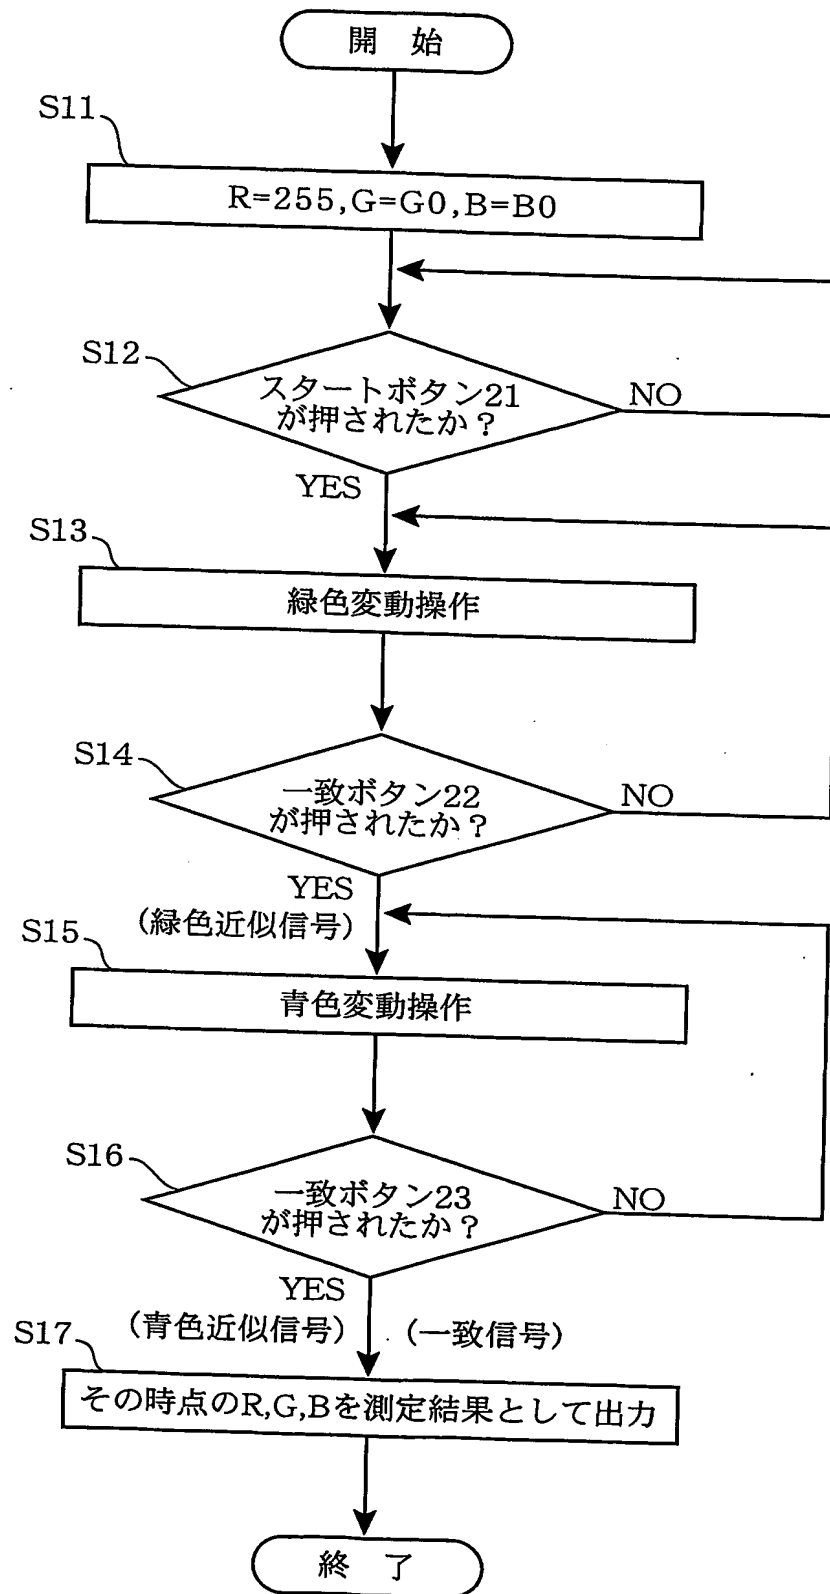 開 始
S11
R=255,G=G0,B=B0
S12
スタートボタン21
が押されたか？
NO
YES
S13
緑色変動操作
S14
一致ボタン22
が押されたか？
NO
YES
(緑色近似信号)
S15
青色変動操作
S16
一致ボタン23
が押されたか？
NO
YES
(青色近似信号) (一致信号)
S17
その時点のR,G,Bを測定結果として出力
終 了